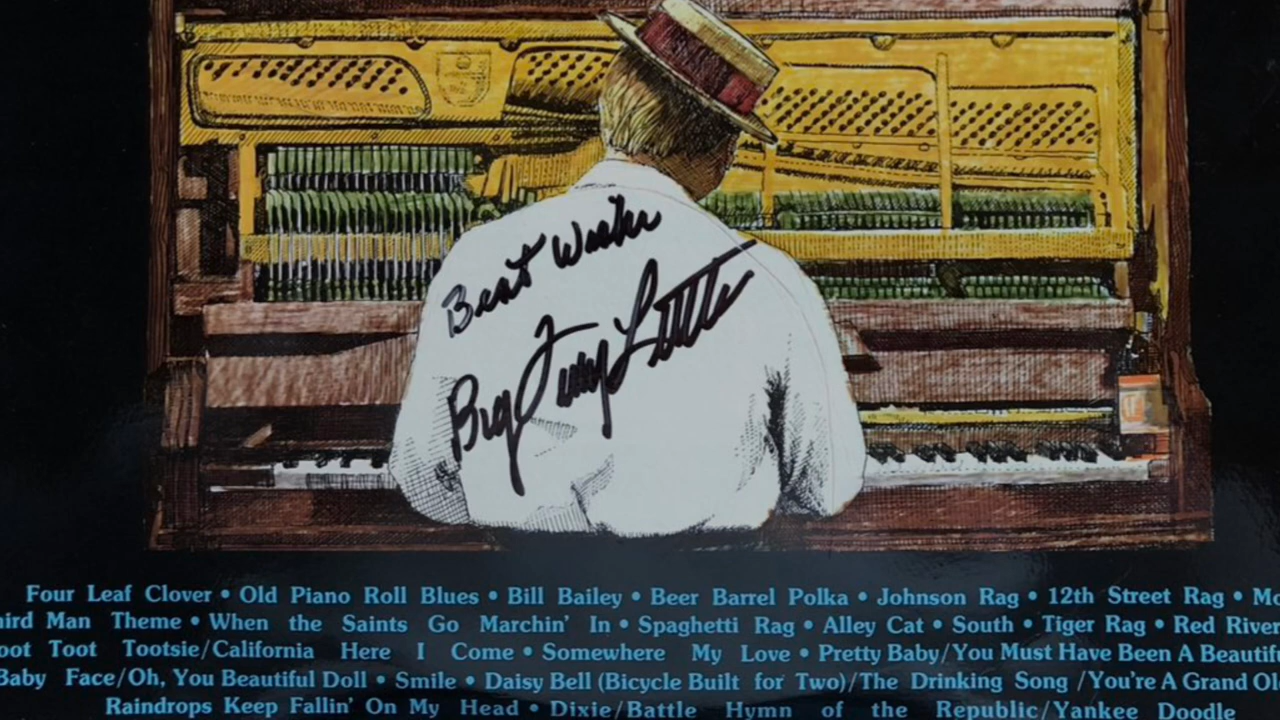 Best Wishes
Big Tiny Little
Four Leaf Clover • Old Piano Roll Blues • Bill Bailey • Beer Barrel Polka • Johnson Rag • 12th Street Rag •
Man Theme • When the Saints Go Marchin' In • Spaghetti Rag • Alley Cat • South • Tiger Rag • Red River
Toot Tootsie/California Here I Come • Somewhere My Love • Pretty Baby/You Must Have Been A
Baby Face/Oh, You Beautiful Doll • Smile • Daisy Bell (Bicycle Built for Two)/The Drinking Song /You're A Grand
Raindrops Keep Fallin' On My Head • Dixie/Battle Hymn of the Republic/Yankee Doodle